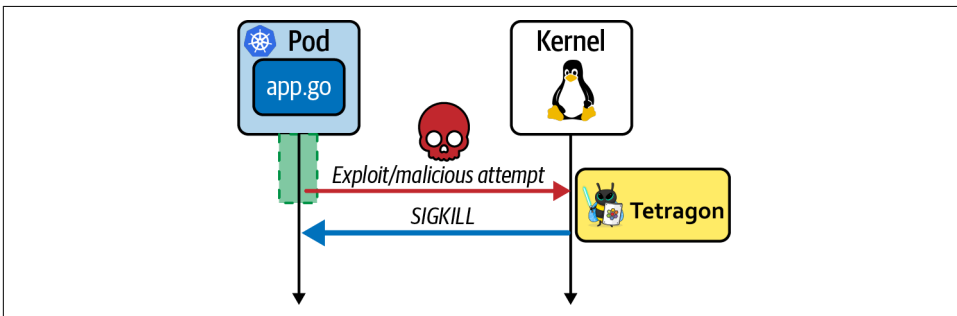 Pod
Kernel
app.go
Exploit/malicious attempt
SIGKILL
Tetragon